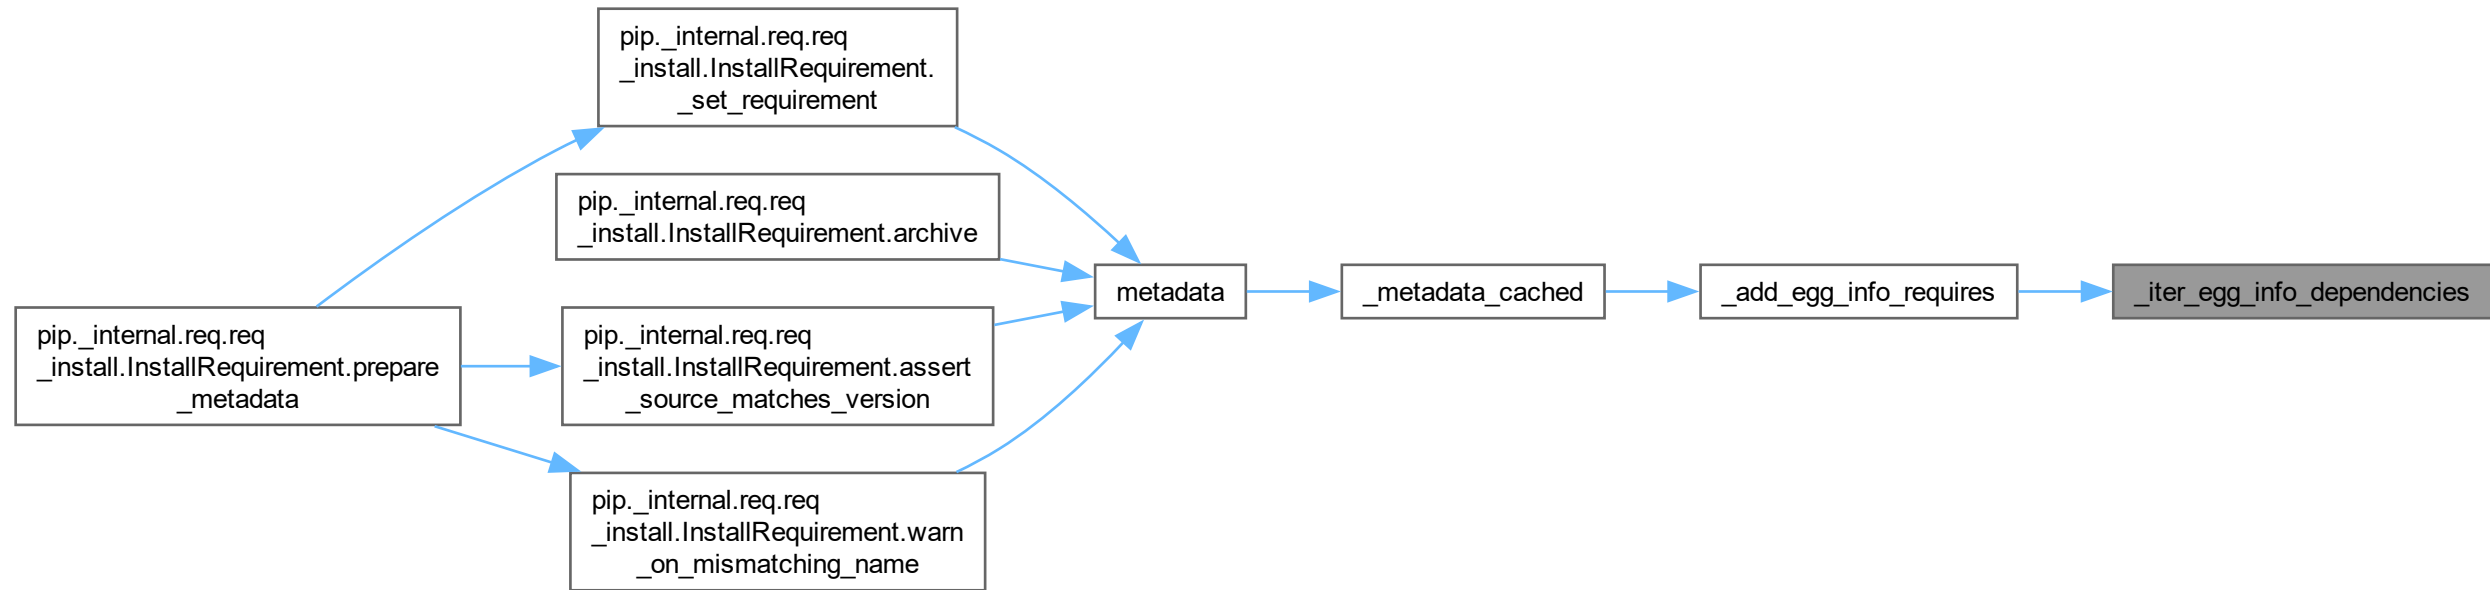 pip._internal.req.req
_install.InstallRequirement.
_set_requirement
pip._internal.req.req
_install.InstallRequirement.archive
pip._internal.req.req
_install.InstallRequirement.prepare
_metadata
pip._internal.req.req
_install.InstallRequirement.assert
_source_matches_version
pip._internal.req.req
_install.InstallRequirement.warn
_on_mismatching_name
metadata
_metadata_cached
_add_egg_info_requires
_iter_egg_info_dependencies